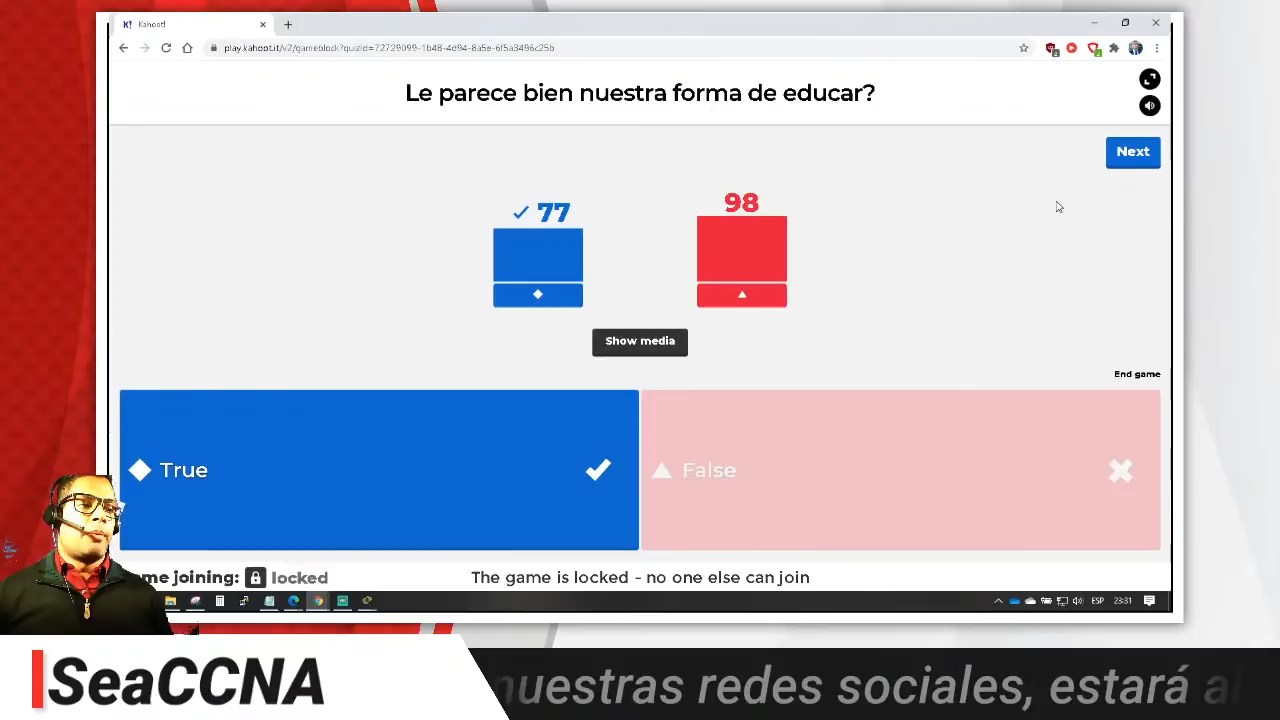 K! Kahoot!
play.kahoot.it/v2/gameblock?quizid=72729099-1b48-4d94-8a5e-6f5a3496c25b
Le parece bien nuestra forma de educar?
Next
77
98
Show media
End game
True
False
me joining: locked
The game is locked - no one else can join
ESP 23:31
SeaCCNA
nuestras redes sociales, estará al